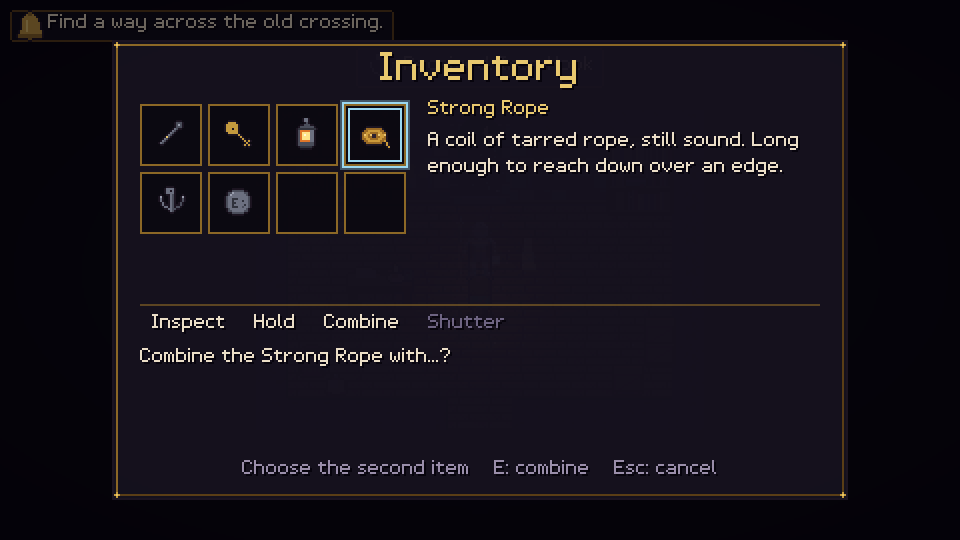 Find a way across the old crossing.
Inventory
Strong Rope
A coil of tarred rope, still sound. Long
enough to reach down over an edge.
Inspect Hold Combine Shutter
Combine the Strong Rope with...?
Choose the second item E: combine Esc: cancel